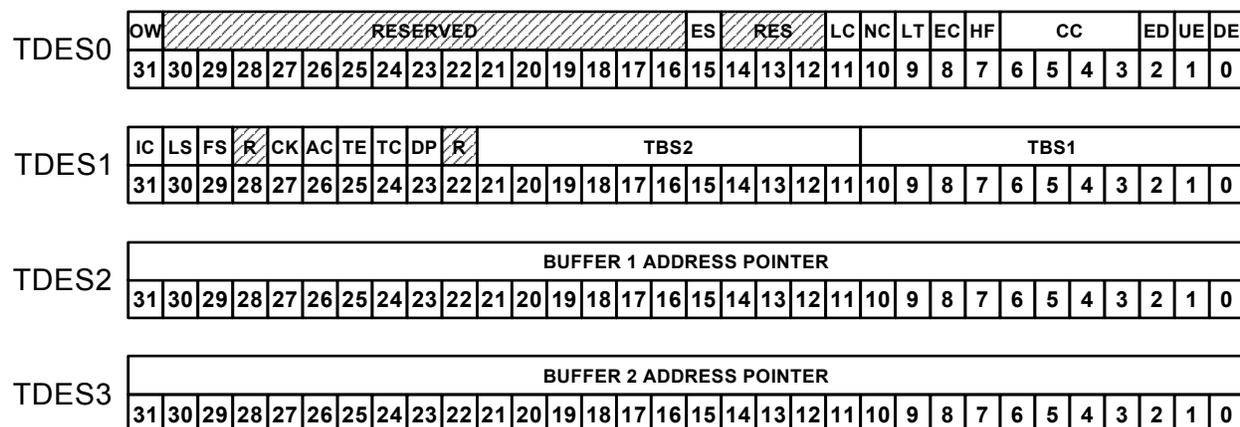 OW RESERVED ES RES LC NC LT EC HF CC ED UE DE
TDES0
31 30 29 28 27 26 25 24 23 22 21 20 19 18 17 16 15 14 13 12 11 10 9 8 7 6 5 4 3 2 1 0
IC LS FS R CK AC TE TC DP R TBS2 TBS1
TDES1
31 30 29 28 27 26 25 24 23 22 21 20 19 18 17 16 15 14 13 12 11 10 9 8 7 6 5 4 3 2 1 0
BUFFER 1 ADDRESS POINTER
TDES2
31 30 29 28 27 26 25 24 23 22 21 20 19 18 17 16 15 14 13 12 11 10 9 8 7 6 5 4 3 2 1 0
BUFFER 2 ADDRESS POINTER
TDES3
31 30 29 28 27 26 25 24 23 22 21 20 19 18 17 16 15 14 13 12 11 10 9 8 7 6 5 4 3 2 1 0